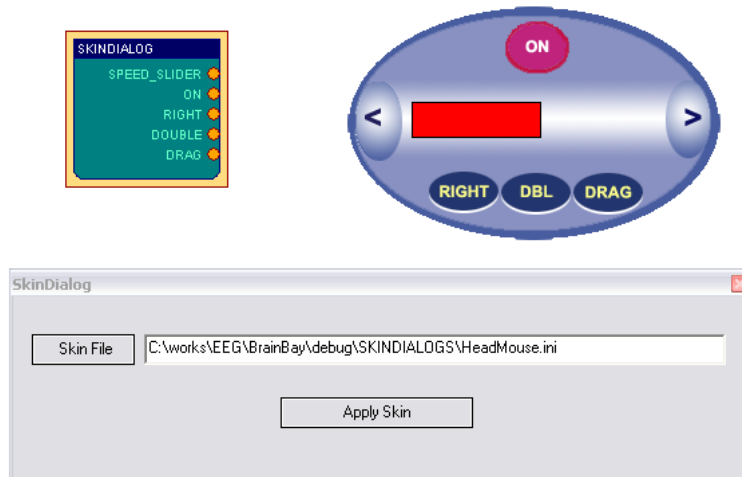 SKINDIALOG
SPEED_SLIDER
ON
RIGHT
DOUBLE
DRAG
ON
< >
RIGHT DBL DRAG
SkinDialog
Skin File C:\works\EEG\BrainBay\debug\SKINDIALOGS\HeadMouse.ini
Apply Skin